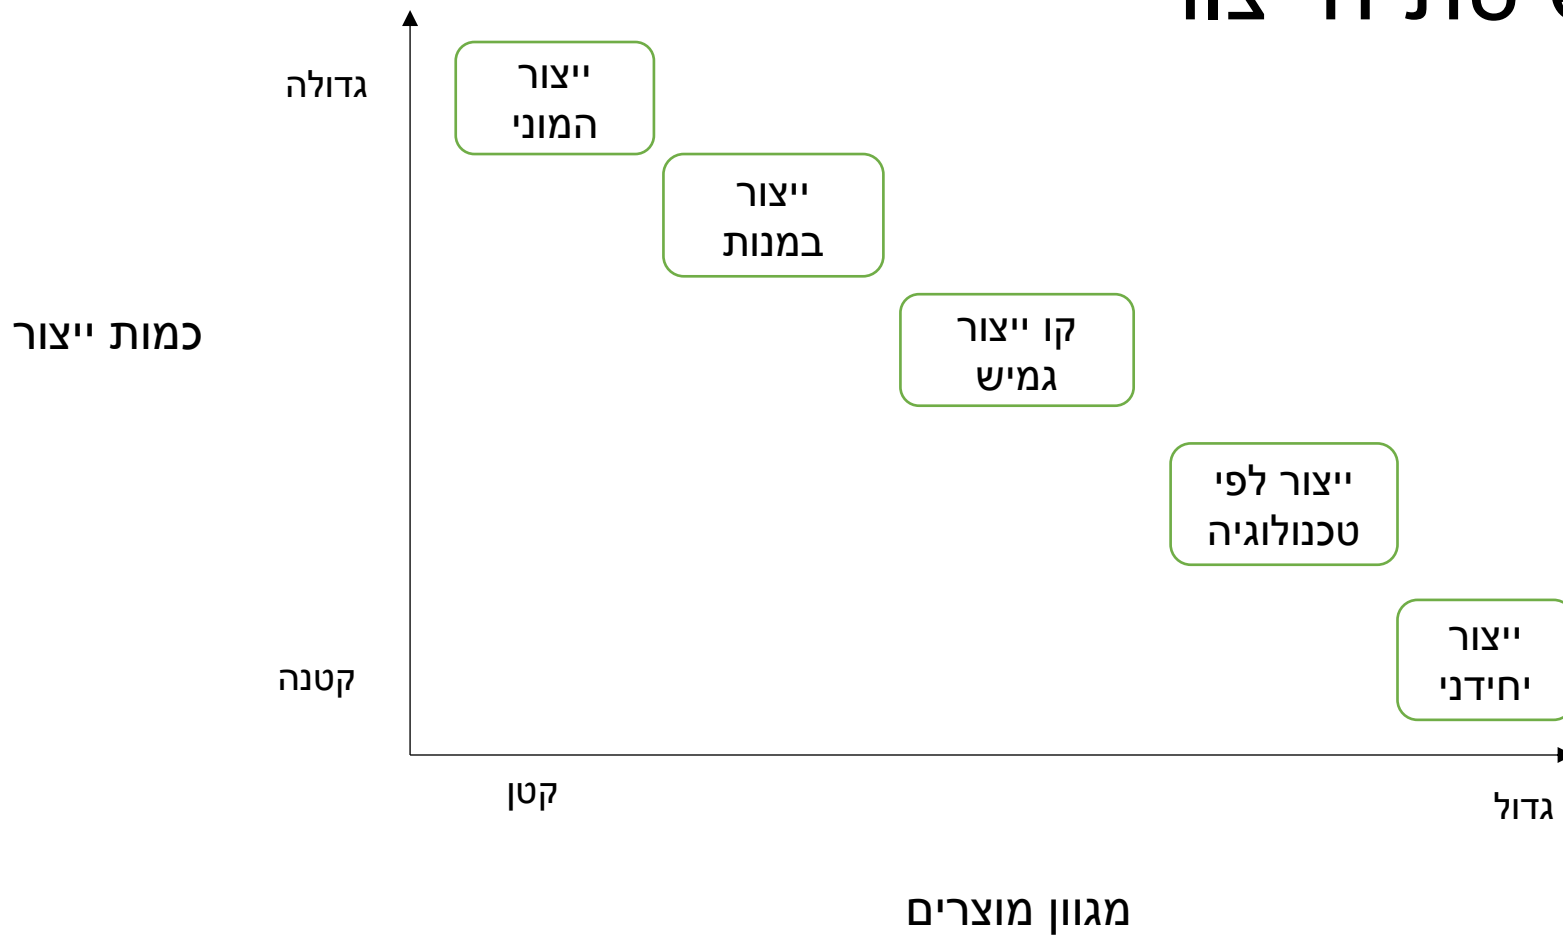 גדולה
ייצור
המוני
ייצור
במנות
כמות ייצור
קו ייצור
גמיש
ייצור לפי
טכנולוגיה
קטנה
ייצור
יחידני
קטן
גדול
מגוון מוצרים